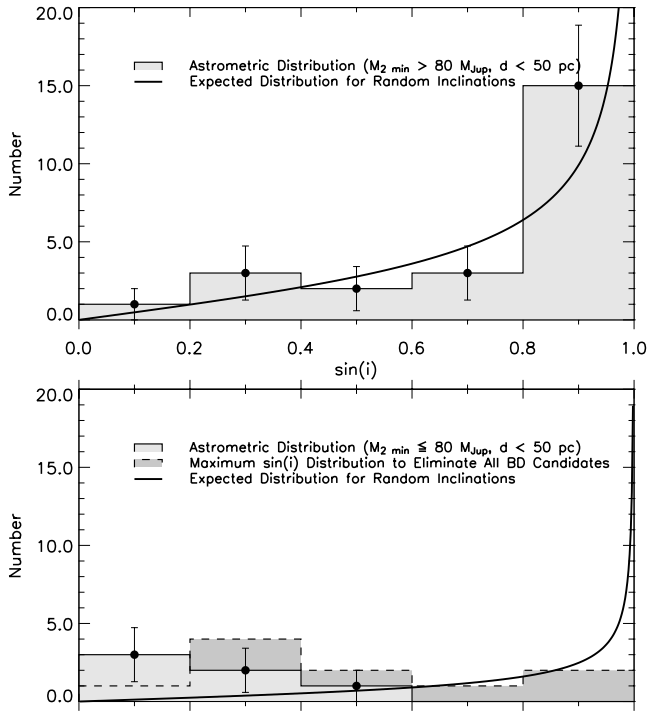 20.0
Astrometric Distribution (M2 min > 80 MJup, d < 50 pc)
Expected Distribution for Random Inclinations
15.0
10.0
5.0
0.0
Number
0.0 0.2 0.4 0.6 0.8 1.0
sin(i)
20.0
Astrometric Distribution (M2 min ≦ 80 MJup, d < 50 pc)
Maximum sin(i) Distribution to Eliminate All BD Candidates
Expected Distribution for Random Inclinations
15.0
10.0
5.0
0.0
Number